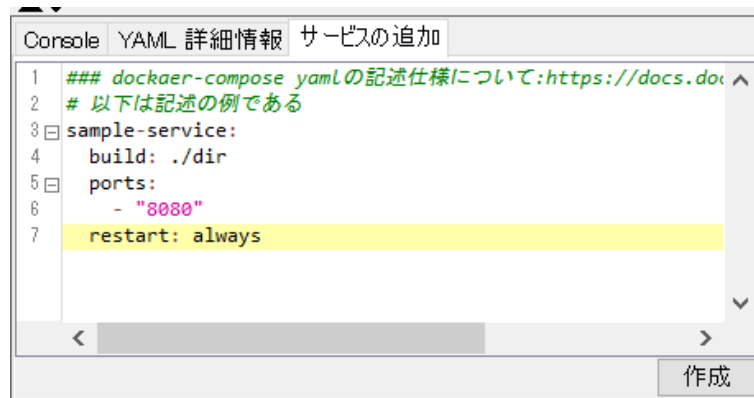 Console YAML 詳細情報 サービスの追加
1 ### dockaer-compose yamlの記述仕様について:https://docs.doc
2 # 以下は記述の例である
3 sample-service:
4 build: ./dir
5 ports:
6 - "8080"
7 restart: always
作成